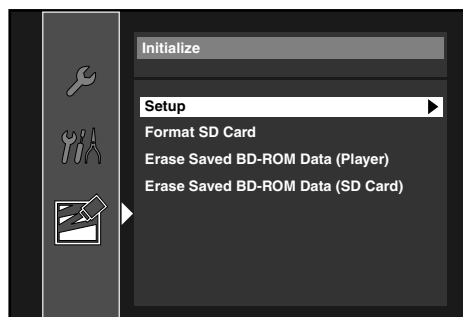 Initialize
Setup
Format SD Card
Erase Saved BD-ROM Data (Player)
Erase Saved BD-ROM Data (SD Card)